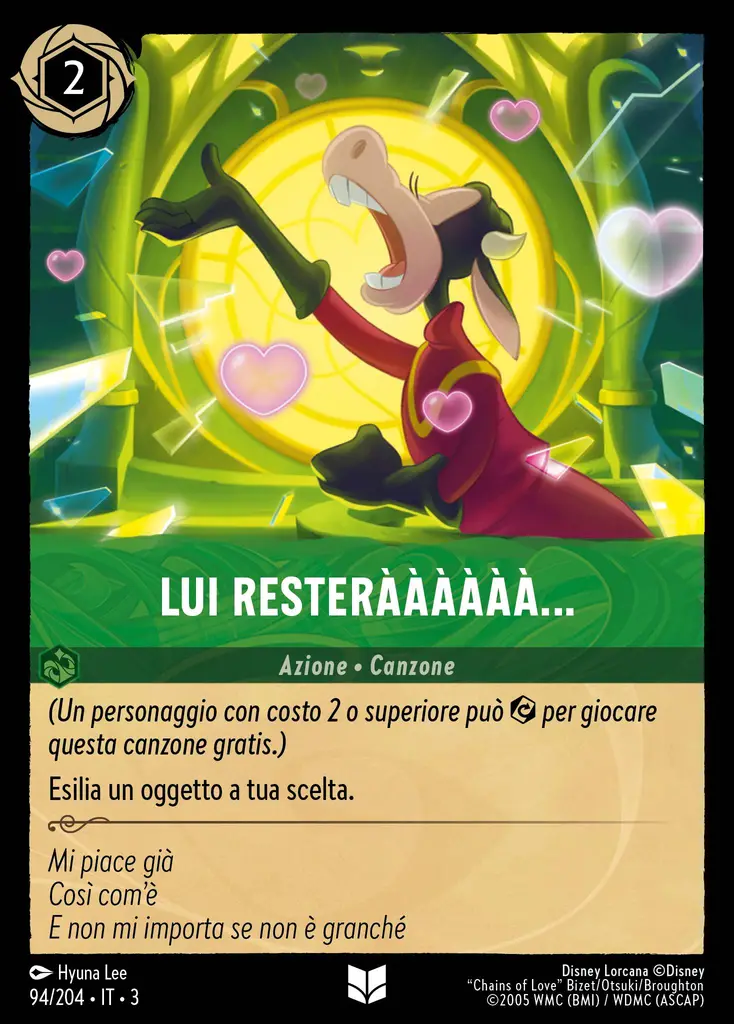 2
LUI RESTERÀÀÀÀÀÀ...
Azione • Canzone
(Un personaggio con costo 2 o superiore può per giocare
questa canzone gratis.)
Esilia un oggetto a tua scelta.
Mi piace già
Così com'è
E non mi importa se non è granché
Hyuna Lee
Disney Lorcana ©Disney
94/204 • IT • 3
"Chains of Love" Bizet/Otsuki/Broughton
©2005 WMC (BMI) / WDMC (ASCAP)